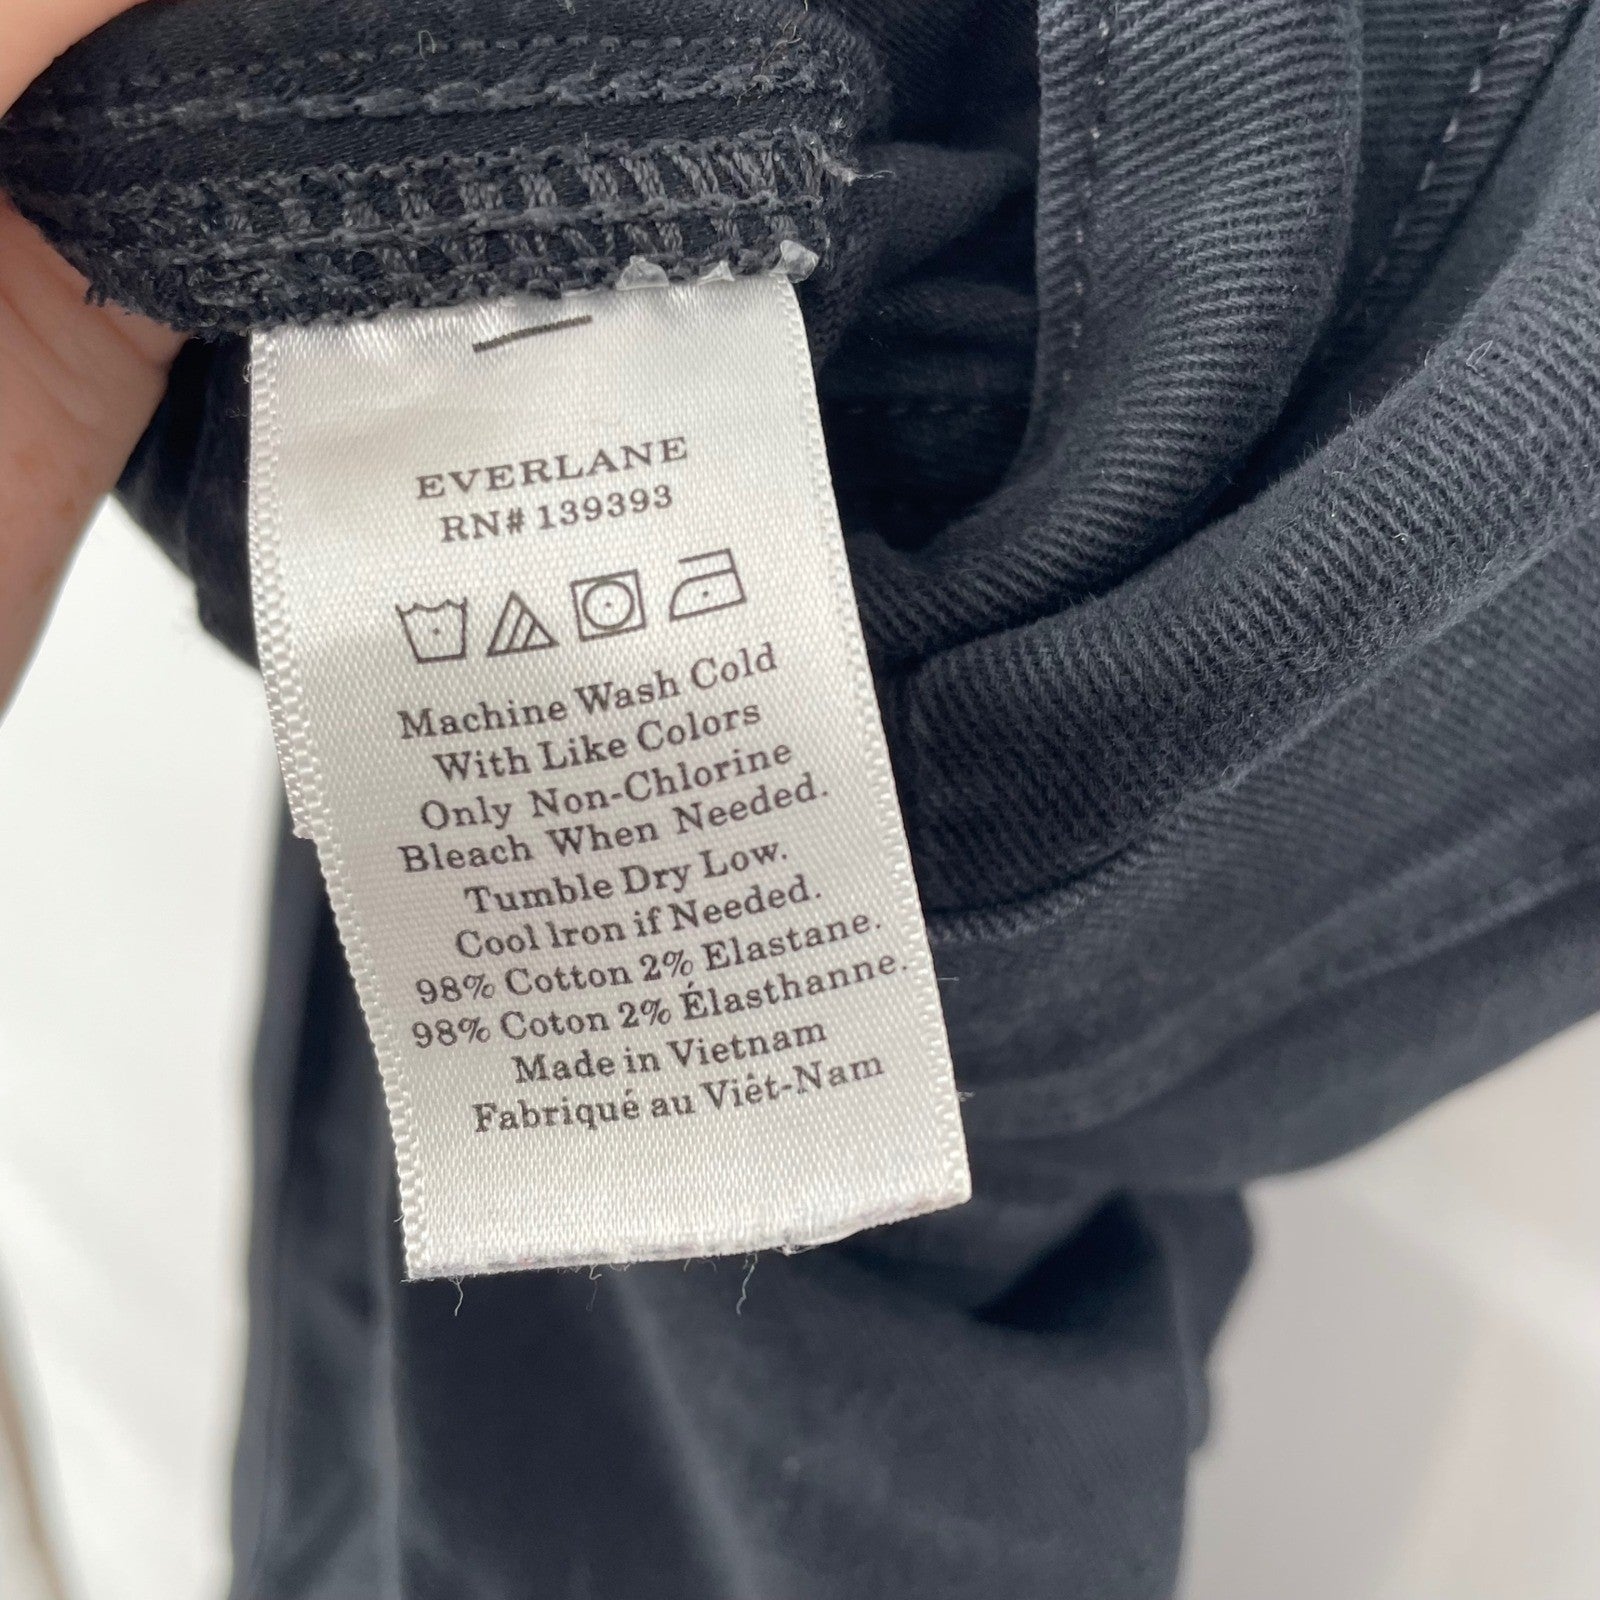 EVERLANE
RN# 139393
Machine Wash Cold
With Like Colors
Only Non-Chlorine
Bleach When Needed.
Tumble Dry Low.
Cool Iron if Needed.
98% Cotton 2% Elastane.
98% Coton 2% Élasthanne.
Made in Vietnam
Fabriqué au Viêt-Nam